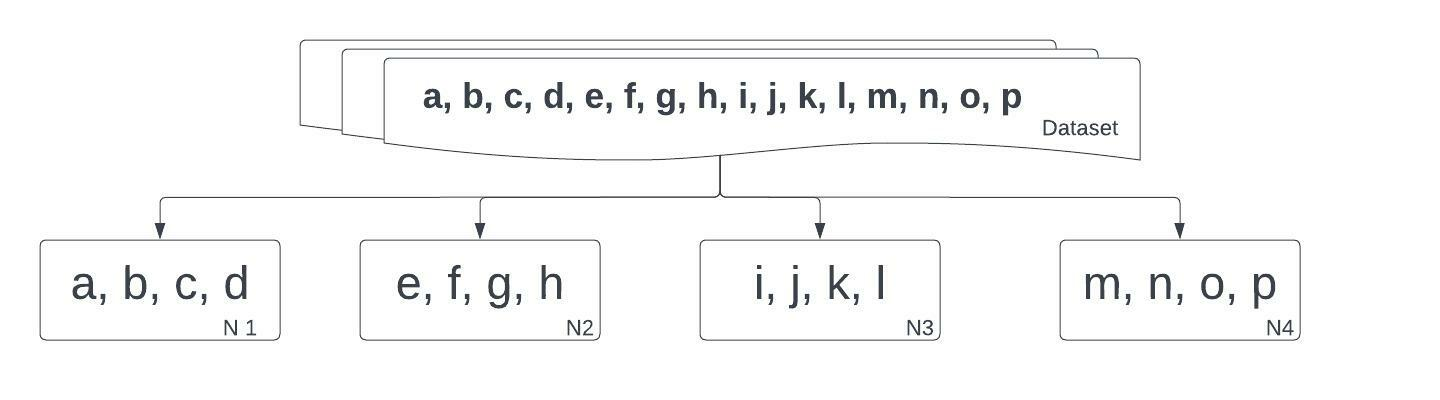 a, b, c, d, e, f, g, h, i, j, k, l, m, n, o, p
Dataset
a, b, c, d
N 1
e, f, g, h
N2
i, j, k, l
N3
m, n, o, p
N4